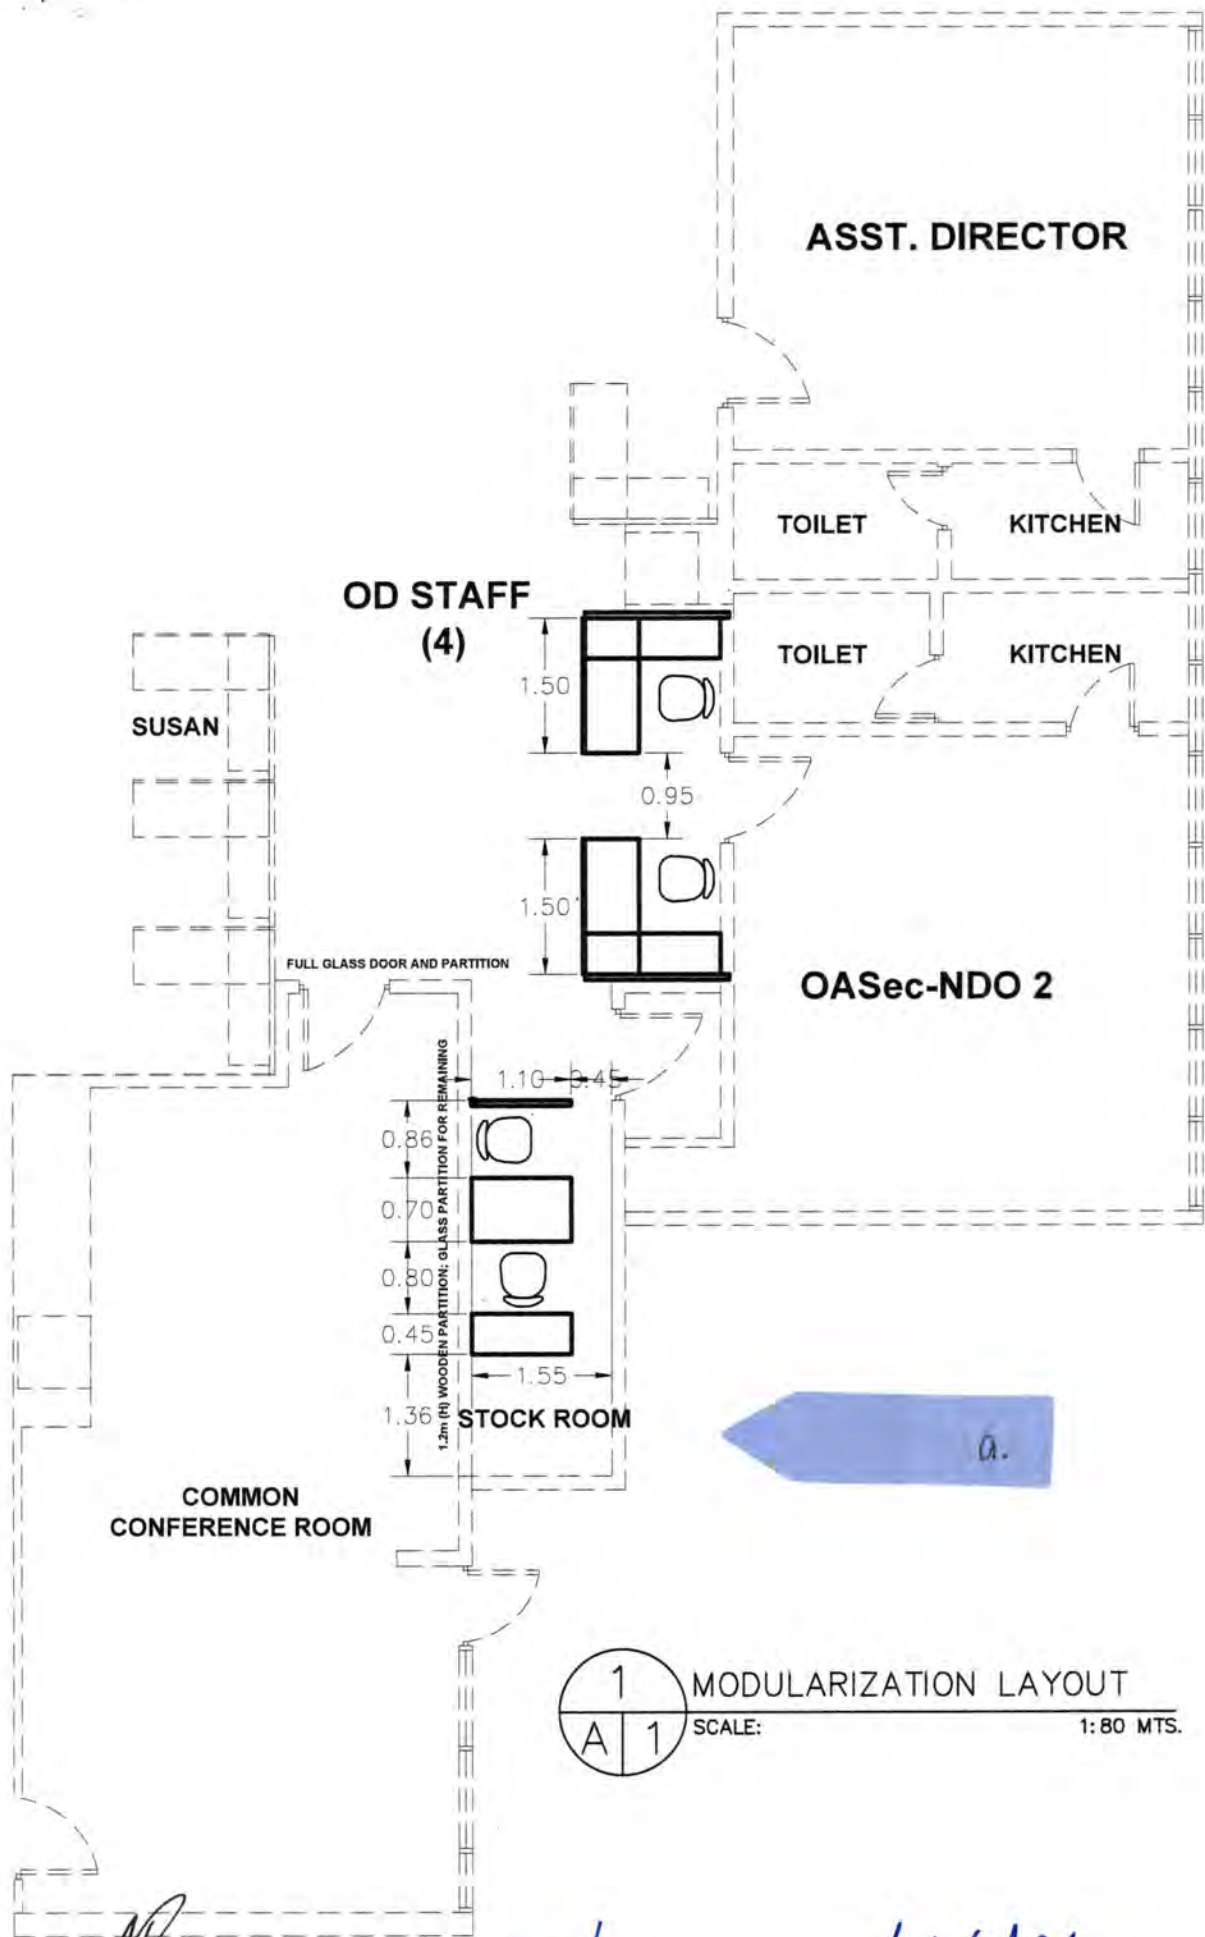 ASST. DIRECTOR
TOILET
KITCHEN
OD STAFF
(4)
TOILET
KITCHEN
1.50
SUSAN
0.95
1.50
FULL GLASS DOOR AND PARTITION
OASec-NDO 2
1.10
0.45
1.2m (H) WOODEN PARTITION; GLASS PARTITION FOR REMAINING
0.86
0.70
0.80
0.45
1.55
1.36
STOCK ROOM
a.
COMMON
CONFERENCE ROOM
1
A 1
MODULARIZATION LAYOUT
SCALE: 1:80 MTS.